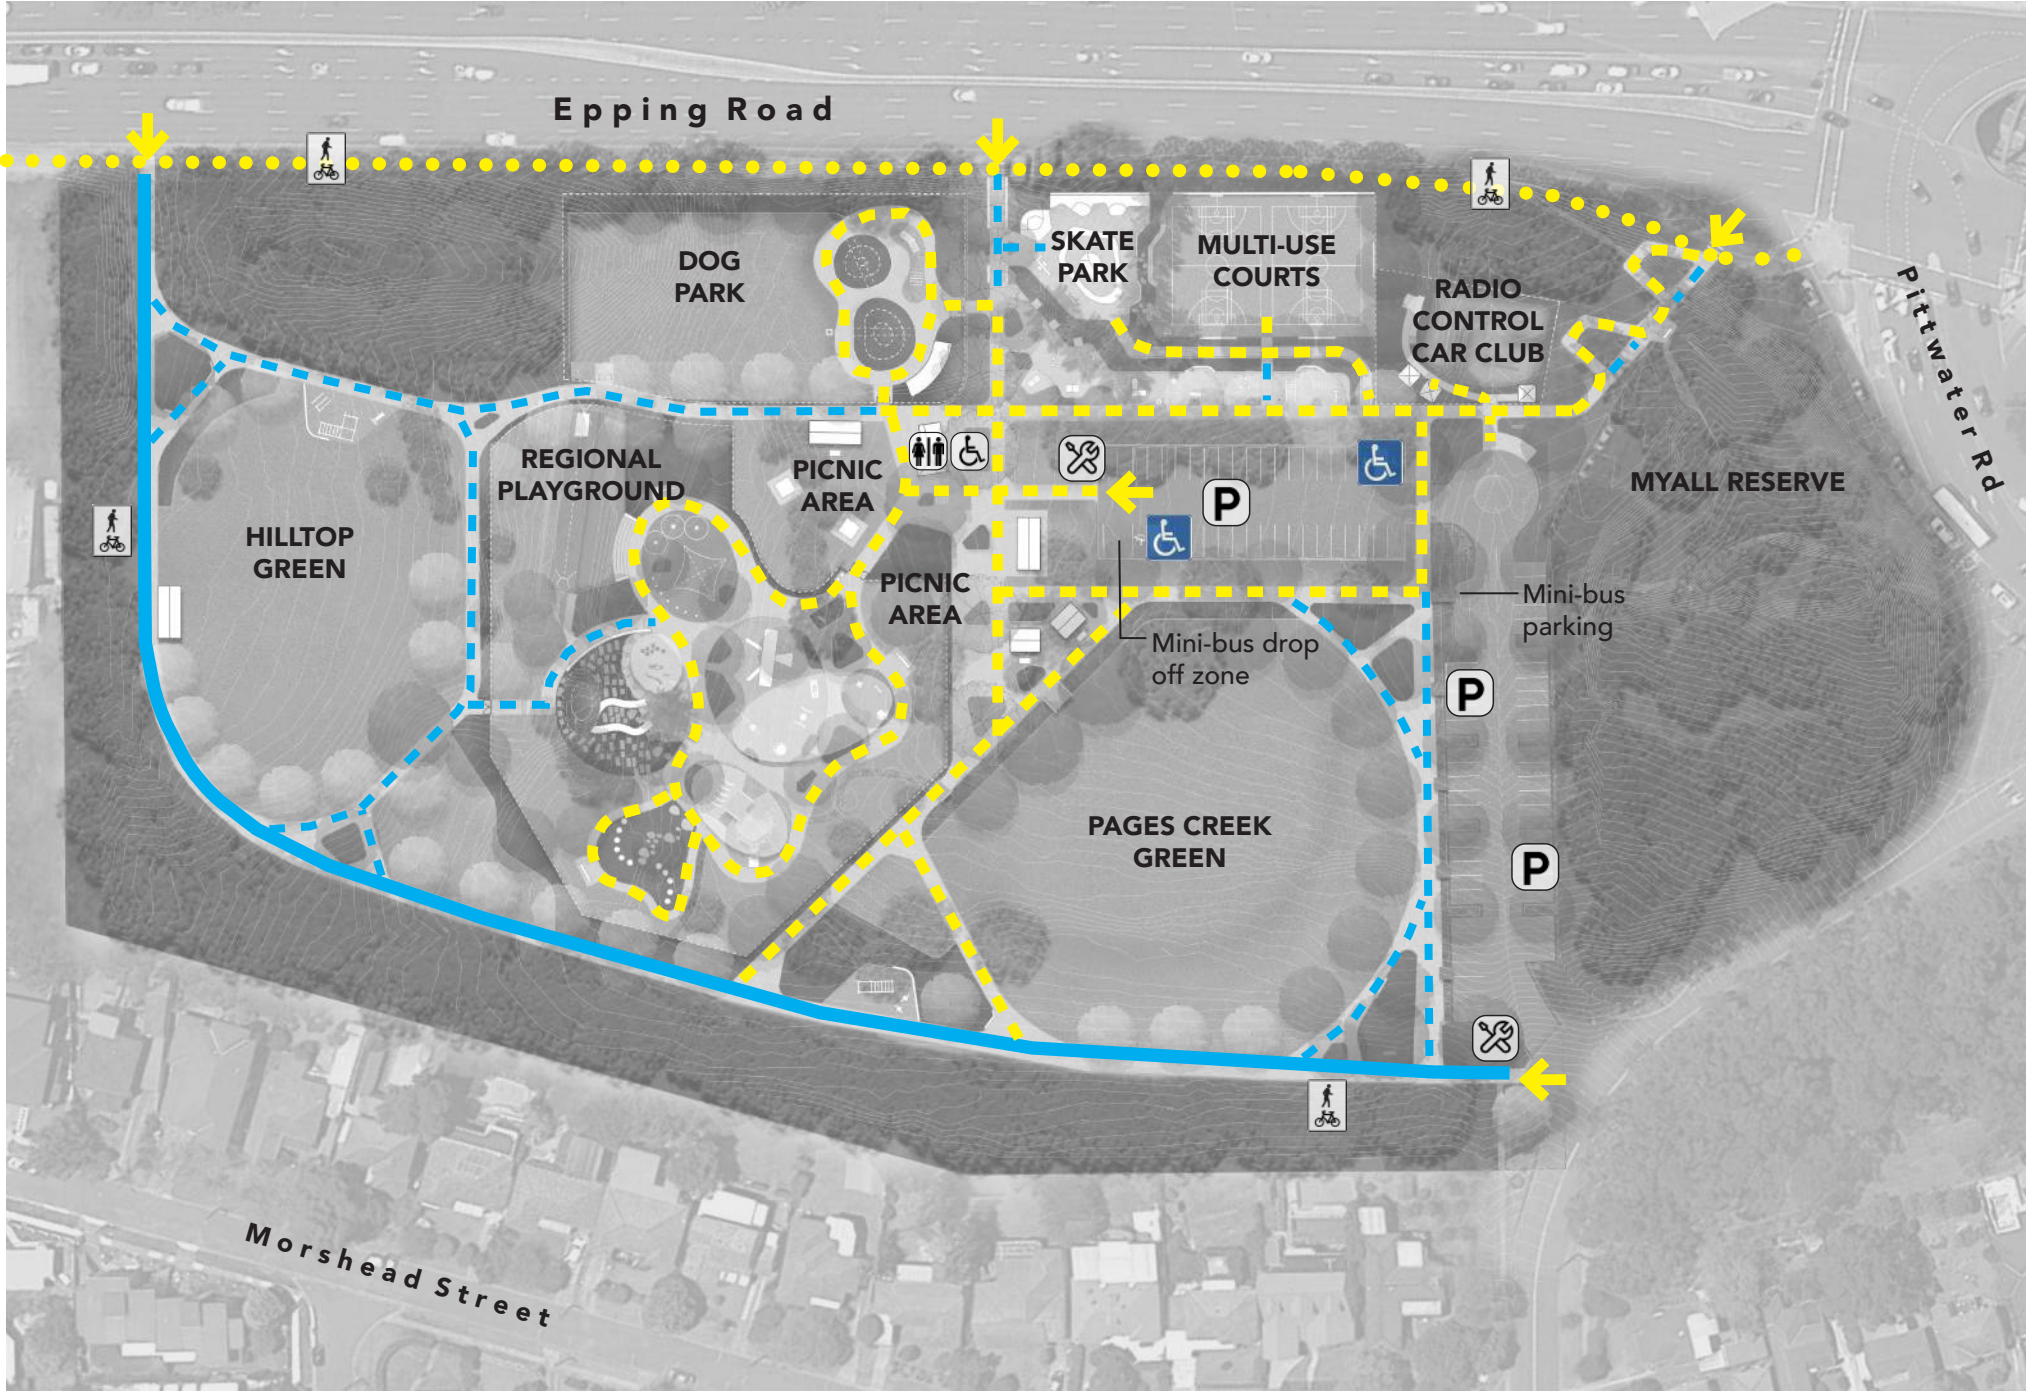 Epping Road
DOG
PARK
SKATE
PARK
MULTI-USE
COURTS
RADIO
CONTROL
CAR CLUB
Pittwater Rd
REGIONAL
PLAYGROUND
PICNIC
AREA
P
MYALL RESERVE
HILLTOP
GREEN
PICNIC
AREA
Mini-bus
parking
Mini-bus drop
off zone
P
PAGES CREEK
GREEN
P
Morshead Street